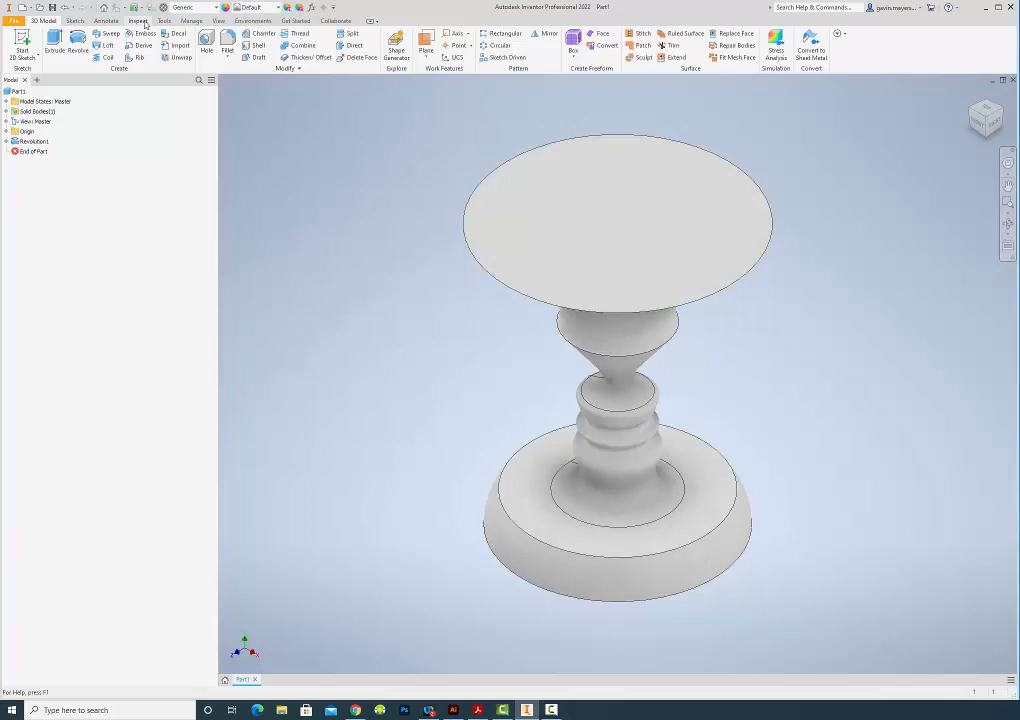 Generic
Default
Autodesk Inventor Professional 2022 Part1
Search Help & Commands...
gavin.meyers...
File 3D Model Sketch Annotate Inspect Tools Manage View Environments Get Started Collaborate
Start
2D Sketch
Extrude Revolve
Sweep Emboss Decal
Loft Derive Import
Coil Rib Unwrap
Hole Fillet
Chamfer Thread Split
Shell Combine Direct
Draft Thicken/ Offset Delete Face
Shape
Generator
Plane
Axis
Point
UCS
Rectangular Mirror
Circular
Sketch Driven
Box
Face
Convert
Stitch Ruled Surface Replace Face
Patch Trim Repair Bodies
Sculpt Extend Fit Mesh Face
Stress
Analysis
Convert to
Sheet Metal
Sketch Create Modify Explore Work Features Pattern Create Freeform Surface Simulation Convert
Model
Part1
Model States: Master
Solid Bodies(1)
View: Master
Origin
Revolution1
End of Part
Z X
Part1
For Help, press F1
1 1
Type here to search